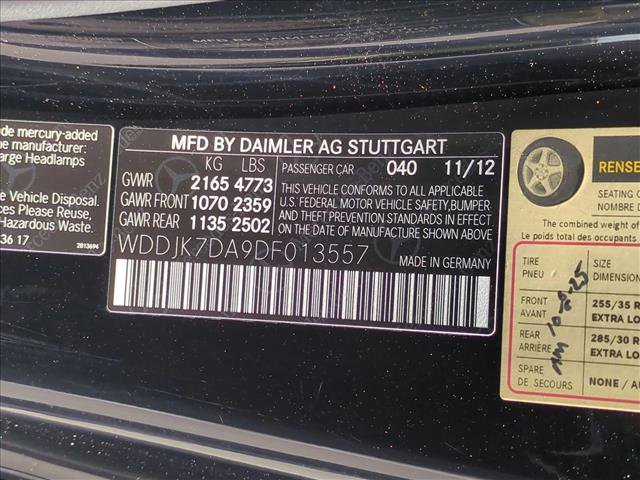 de mercury-added
e manufacturer:
arge Headlamps
e Vehicle Disposal.
ces Please Reuse,
Hazardous Waste.
36 17
2813694
MFD BY DAIMLER AG STUTTGART
KG LBS
PASSENGER CAR 040 11/12
GWR 2165 4773
GAWR FRONT 1070 2359
GAWR REAR 1135 2502
THIS VEHICLE CONFORMS TO ALL APPLICABLE
U.S. FEDERAL MOTOR VEHICLE SAFETY, BUMPER
AND THEFT PREVENTION STANDARDS IN EFFECT
ON THE DATE OF MANUFACTURE SHOWN ABOVE.
WDDJK7DA9DF013557
MADE IN GERMANY
RENSE
SEATING C
NOMBRE D
The combined weight of
Le poids total des occupants
TIRE
PNEU
SIZE
DIMENSION
FRONT
AVANT
255/35 R
EXTRA LO
REAR
ARRIÈRE
285/30 R
EXTRA LO
SPARE
DE SECOURS
NONE / AU